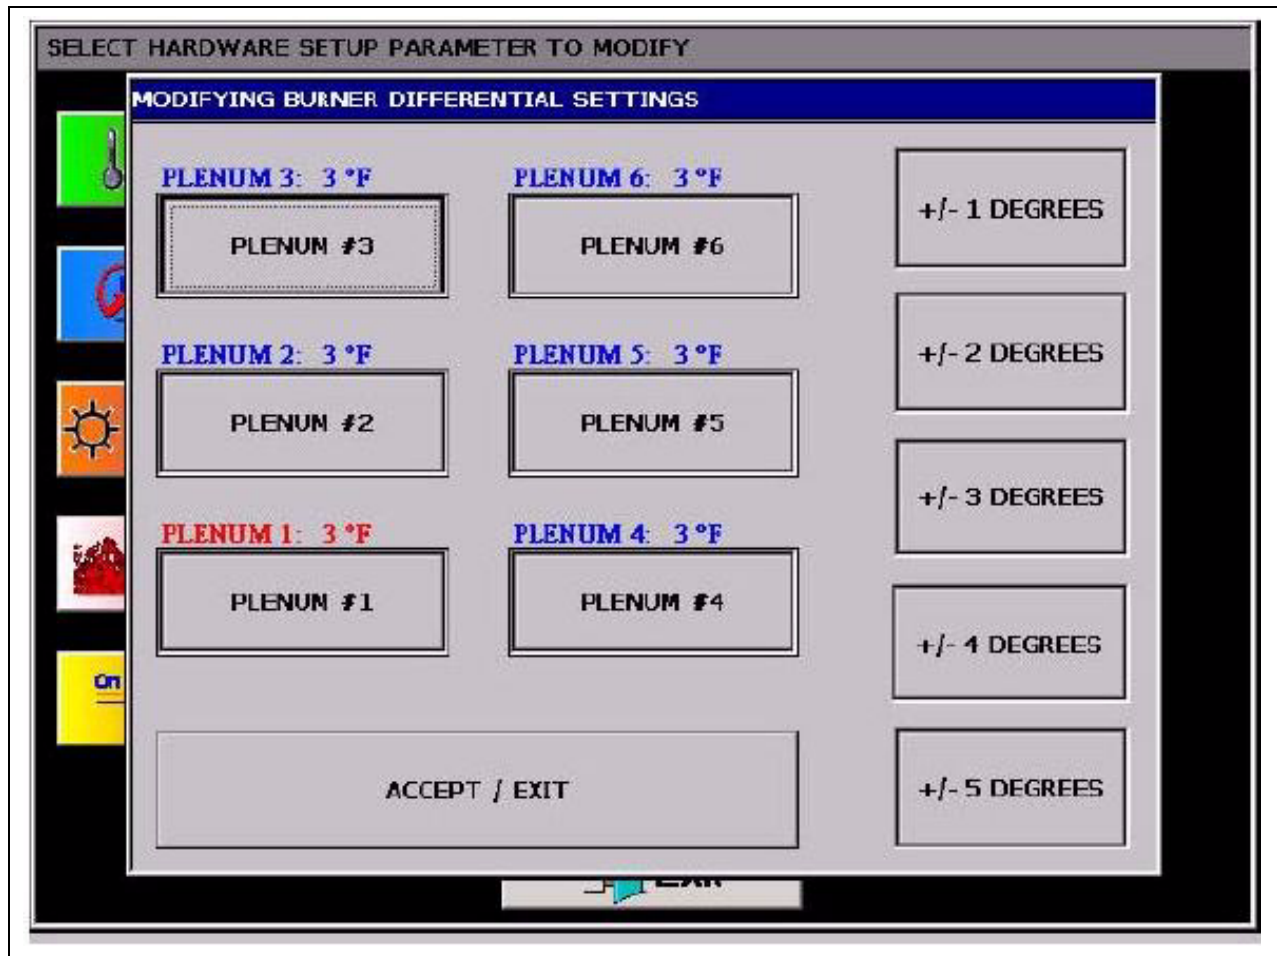 SELECT HARDWARE SETUP PARAMETER TO MODIFY
MODIFYING BURNER DIFFERENTIAL SETTINGS
PLENUM 3: 3 °F
PLENUM #3
PLENUM 6: 3 °F
PLENUM #6
PLENUM 2: 3 °F
PLENUM #2
PLENUM 5: 3 °F
PLENUM #5
PLENUM 1: 3 °F
PLENUM #1
PLENUM 4: 3 °F
PLENUM #4
ACCEPT / EXIT
+/- 1 DEGREES
+/- 2 DEGREES
+/- 3 DEGREES
+/- 4 DEGREES
+/- 5 DEGREES
On